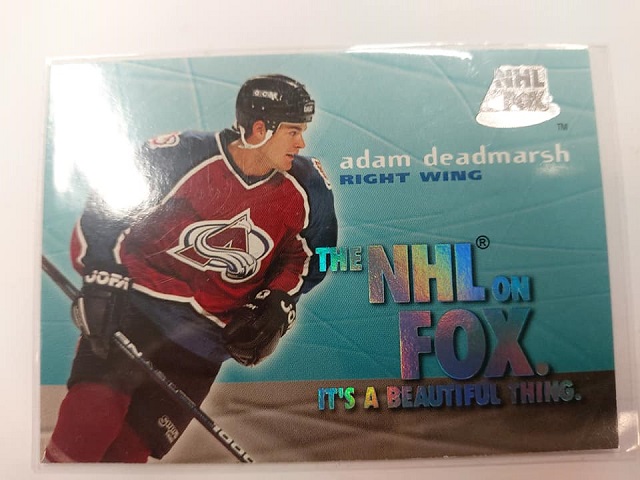 NHL
FOX
TM
adam deadmarsh
RIGHT WING
THE NHL® ON
FOX.
IT'S A BEAUTIFUL THING.
JOFA